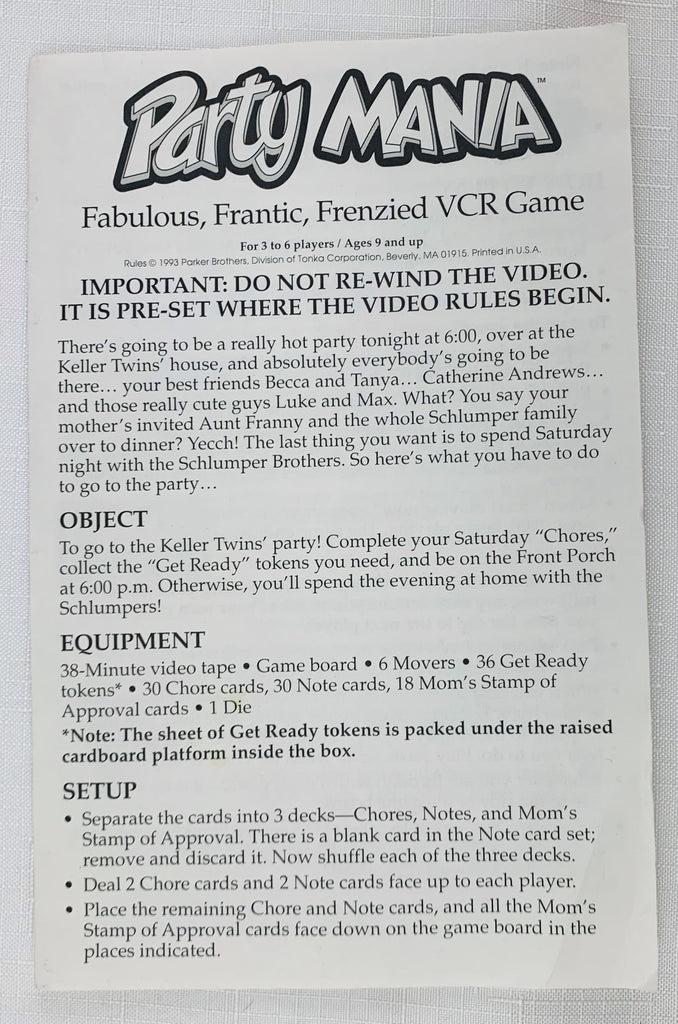 Party MANIA™
Fabulous, Frantic, Frenzied VCR Game
For 3 to 6 players / Ages 9 and up
Rules © 1993 Parker Brothers, Division of Tonka Corporation, Beverly, MA 01915. Printed in U.S.A.
IMPORTANT: DO NOT RE-WIND THE VIDEO.
IT IS PRE-SET WHERE THE VIDEO RULES BEGIN.
There's going to be a really hot party tonight at 6:00, over at the
Keller Twins' house, and absolutely everybody's going to be
there… your best friends Becca and Tanya… Catherine Andrews…
and those really cute guys Luke and Max. What? You say your
mother's invited Aunt Franny and the whole Schlumper family
over to dinner? Yecch! The last thing you want is to spend Saturday
night with the Schlumper Brothers. So here's what you have to do
to go to the party…
OBJECT
To go to the Keller Twins' party! Complete your Saturday "Chores,"
collect the "Get Ready" tokens you need, and be on the Front Porch
at 6:00 p.m. Otherwise, you'll spend the evening at home with the
Schlumpers!
EQUIPMENT
38-Minute video tape • Game board • 6 Movers • 36 Get Ready
tokens* • 30 Chore cards, 30 Note cards, 18 Mom's Stamp of
Approval cards • 1 Die
*Note: The sheet of Get Ready tokens is packed under the raised
cardboard platform inside the box.
SETUP
• Separate the cards into 3 decks—Chores, Notes, and Mom's
Stamp of Approval. There is a blank card in the Note card set;
remove and discard it. Now shuffle each of the three decks.
• Deal 2 Chore cards and 2 Note cards face up to each player.
• Place the remaining Chore and Note cards, and all the Mom's
Stamp of Approval cards face down on the game board in the
places indicated.